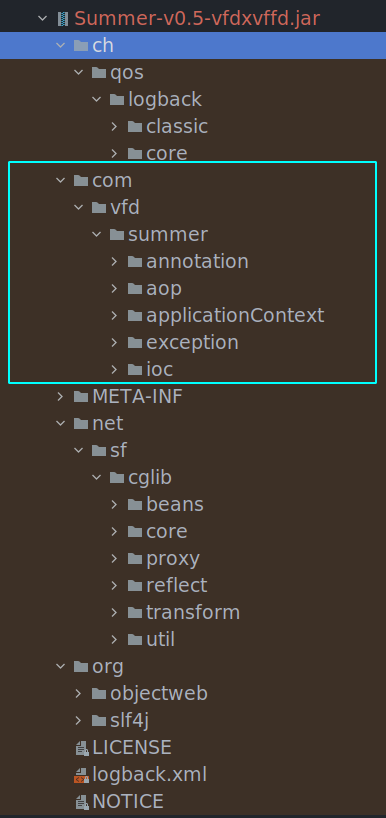 Summer-v0.5-vfdxvffd.jar
ch
qos
logback
classic
core
com
vfd
summer
annotation
aop
applicationContext
exception
ioc
META-INF
net
sf
cglib
beans
core
proxy
reflect
transform
util
org
objectweb
slf4j
LICENSE
logback.xml
NOTICE